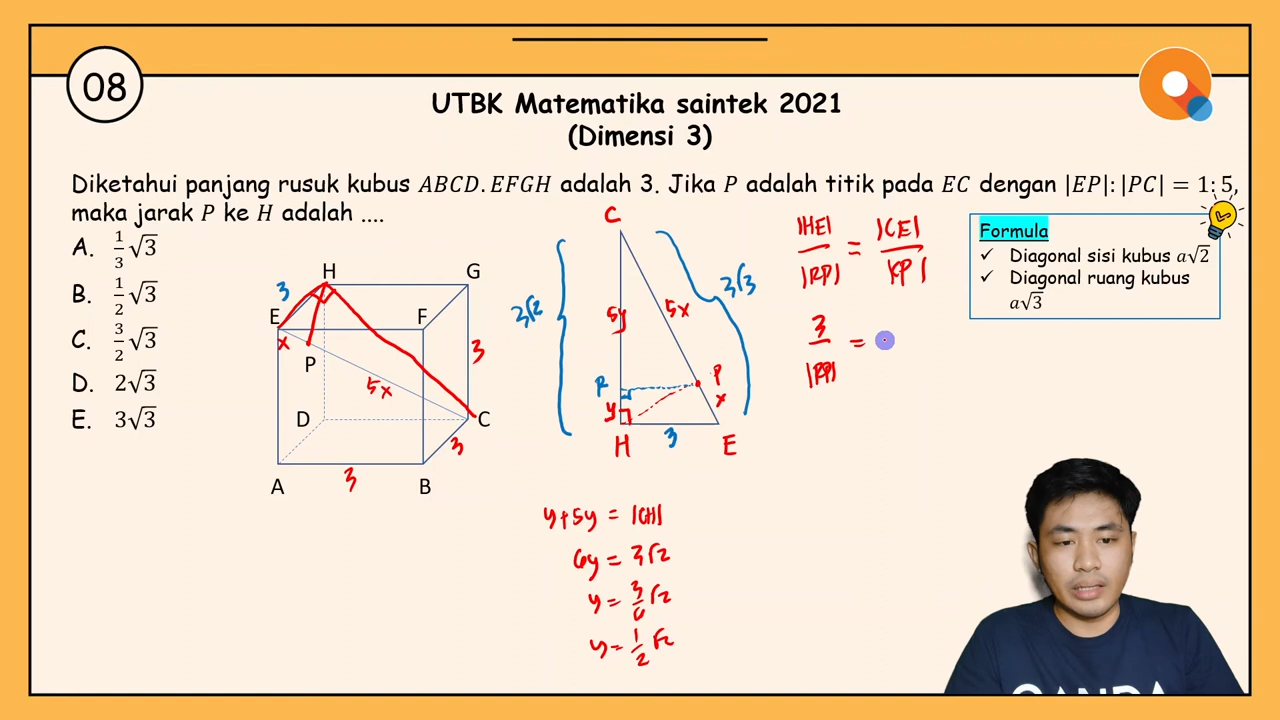 08
UTBK Matematika saintek 2021
(Dimensi 3)
Diketahui panjang rusuk kubus ABCD.EFGH adalah 3. Jika P adalah titik pada EC dengan |EP|: |PC| = 1: 5,
maka jarak P ke H adalah ....
A. 1/3 √3
B. 1/2 √3
C. 3/2 √3
D. 2√3
E. 3√3
H
G
3
E
F
x
P
5x
3
D
C
3
3
A
B
C
3√2
5y
5x
3√3
R
P
y
x
H
3
E
|HE|/|RP| = |CE|/|CP|
3/|RP| =
Formula
✓ Diagonal sisi kubus a√2
✓ Diagonal ruang kubus
a√3
y+5y = |CH|
6y = 3√2
y = 3/6 √2
y = 1/2 √2
QANDA